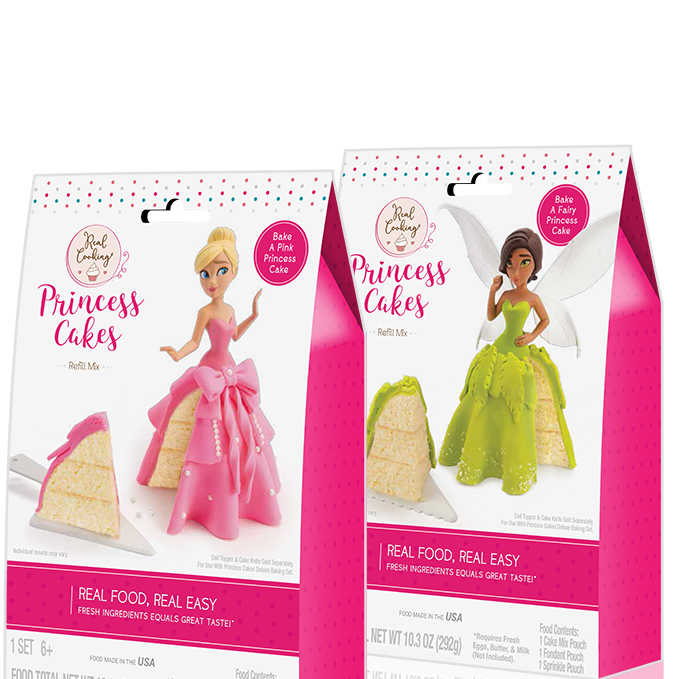 Real
Cooking!
Princess
Cakes
Refill Mix
Bake
A Pink
Princess
Cake
Individual results may vary.
Doll Topper & Cake Knife Sold Separately.
For Use With Princess Cakes Deluxe Baking Set.
REAL FOOD, REAL EASY
FRESH INGREDIENTS EQUALS GREAT TASTE!*
1 SET 6+
FOOD MADE IN THE USA
FOOD TOTAL NET
Food Contents:
Real
Cooking!
Princess
Cakes
Refill Mix
Bake
A Fairy
Princess
Cake
Doll Topper & Cake Knife Sold Separately.
For Use With Princess Cakes Deluxe Baking Set.
REAL FOOD, REAL EASY
FRESH INGREDIENTS EQUALS GREAT TASTE!*
FOOD MADE IN THE USA
NET WT 10.3 OZ (292g)
*Requires Fresh
Eggs, Butter, & Milk
(Not Included).
Food Contents:
1 Cake Mix Pouch
1 Fondant Pouch
1 Sprinkle Pouch